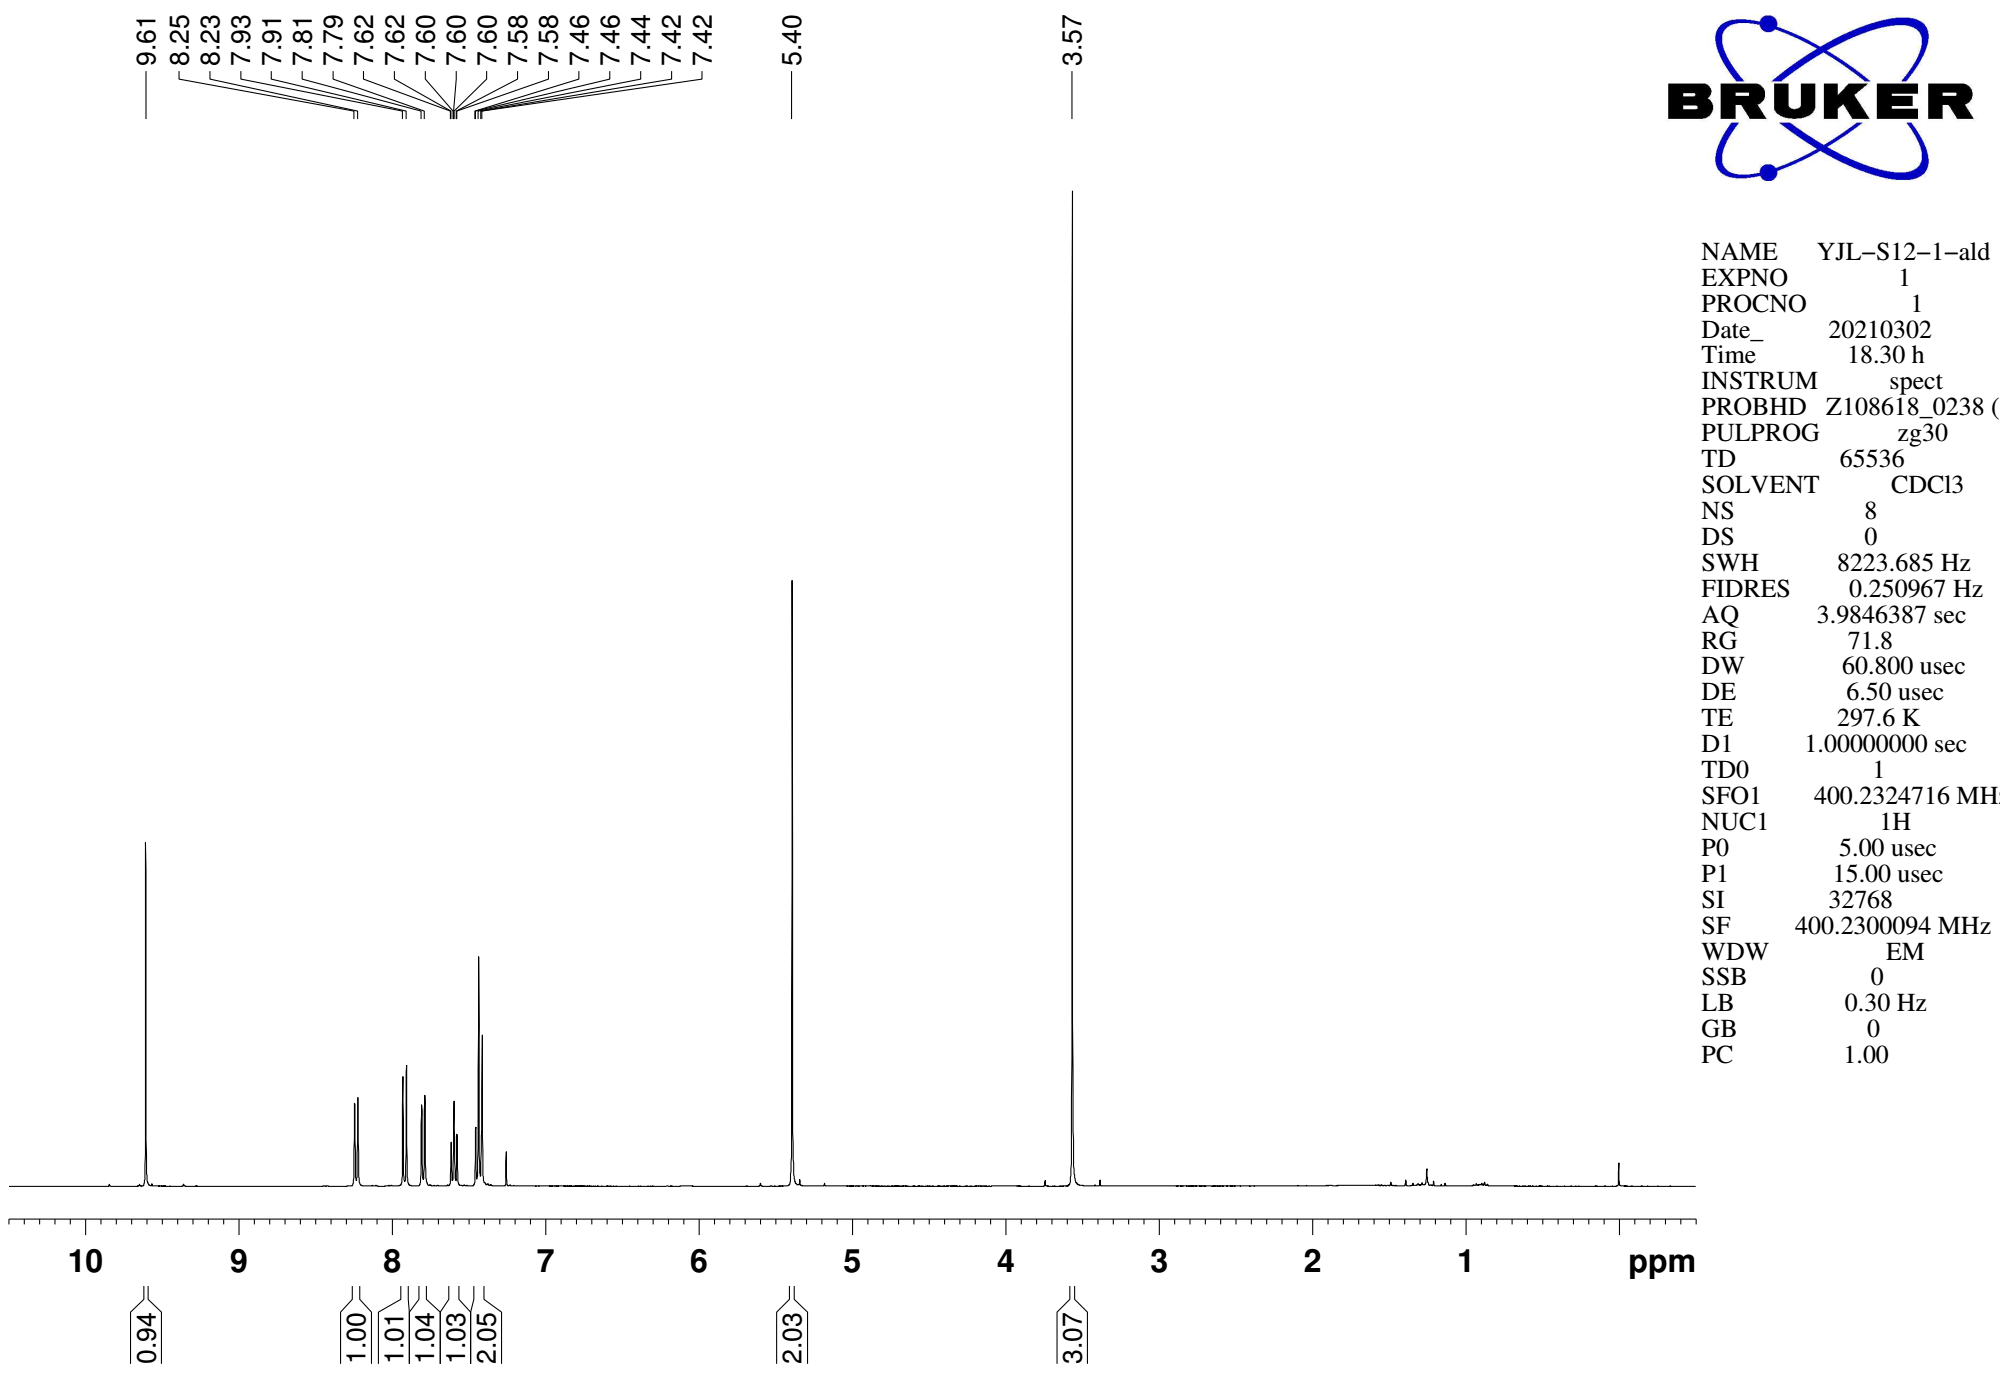 9.61
8.25
8.23
7.93
7.91
7.81
7.79
7.62
7.62
7.60
7.60
7.60
7.58
7.58
7.46
7.46
7.44
7.42
7.42
5.40
3.57
BRUKER
NAME YJL−S12−1−ald
EXPNO 1
PROCNO 1
Date_ 20210302
Time 18.30 h
INSTRUM spect
PROBHD Z108618_0238 (
PULPROG zg30
TD 65536
SOLVENT CDCl3
NS 8
DS 0
SWH 8223.685 Hz
FIDRES 0.250967 Hz
AQ 3.9846387 sec
RG 71.8
DW 60.800 usec
DE 6.50 usec
TE 297.6 K
D1 1.00000000 sec
TD0 1
SFO1 400.2324716 MHz
NUC1 1H
P0 5.00 usec
P1 15.00 usec
SI 32768
SF 400.2300094 MHz
WDW EM
SSB 0
LB 0.30 Hz
GB 0
PC 1.00
10 9 8 7 6 5 4 3 2 1 ppm
0.94
1.00
1.01
1.04
1.03
2.05
2.03
3.07